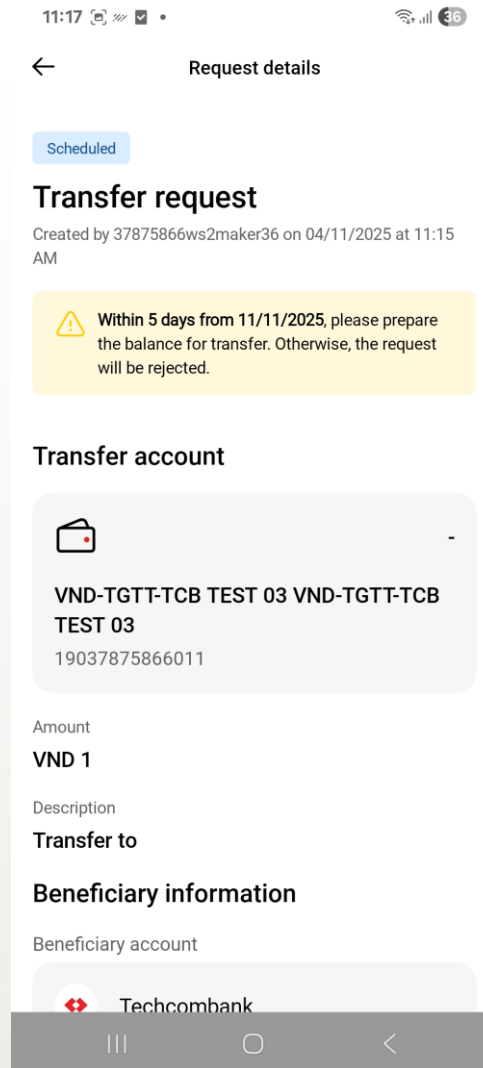 11:17
36
Request details
Scheduled
Transfer request
Created by 37875866ws2maker36 on 04/11/2025 at 11:15
AM
Within 5 days from 11/11/2025, please prepare
the balance for transfer. Otherwise, the request
will be rejected.
Transfer account
-
VND-TGTT-TCB TEST 03 VND-TGTT-TCB
TEST 03
19037875866011
Amount
VND 1
Description
Transfer to
Beneficiary information
Beneficiary account
Techcombank